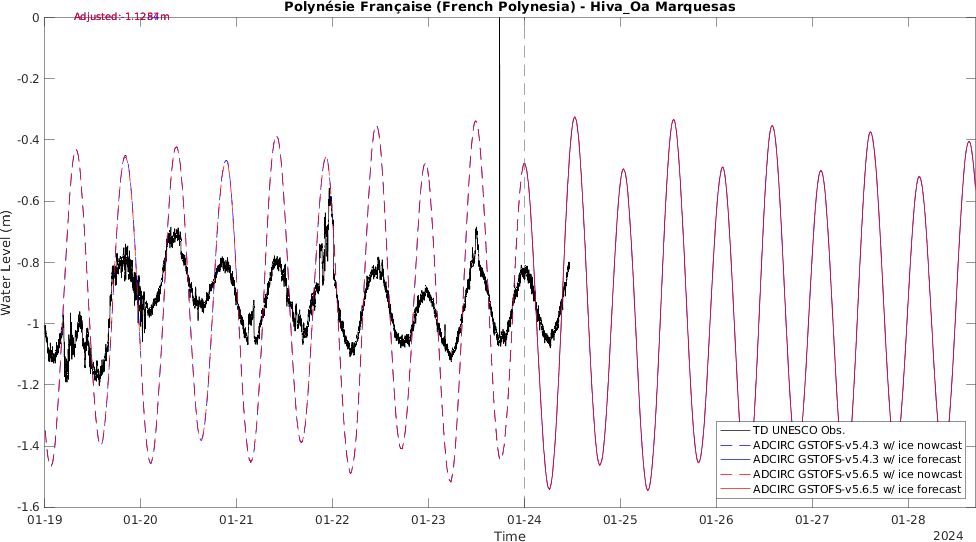 Polynésie Française (French Polynesia) - Hiva_Oa Marquesas
0
-0.2
-0.4
-0.6
-0.8
-1
-1.2
-1.4
-1.6
Water Level (m)
01-19 01-20 01-21 01-22 01-23 01-24 01-25 01-26 01-27 01-28
Time
2024
TD UNESCO Obs.
ADCIRC GSTOFS-v5.4.3 w/ ice nowcast
ADCIRC GSTOFS-v5.4.3 w/ ice forecast
ADCIRC GSTOFS-v5.6.5 w/ ice nowcast
ADCIRC GSTOFS-v5.6.5 w/ ice forecast
Adjusted: